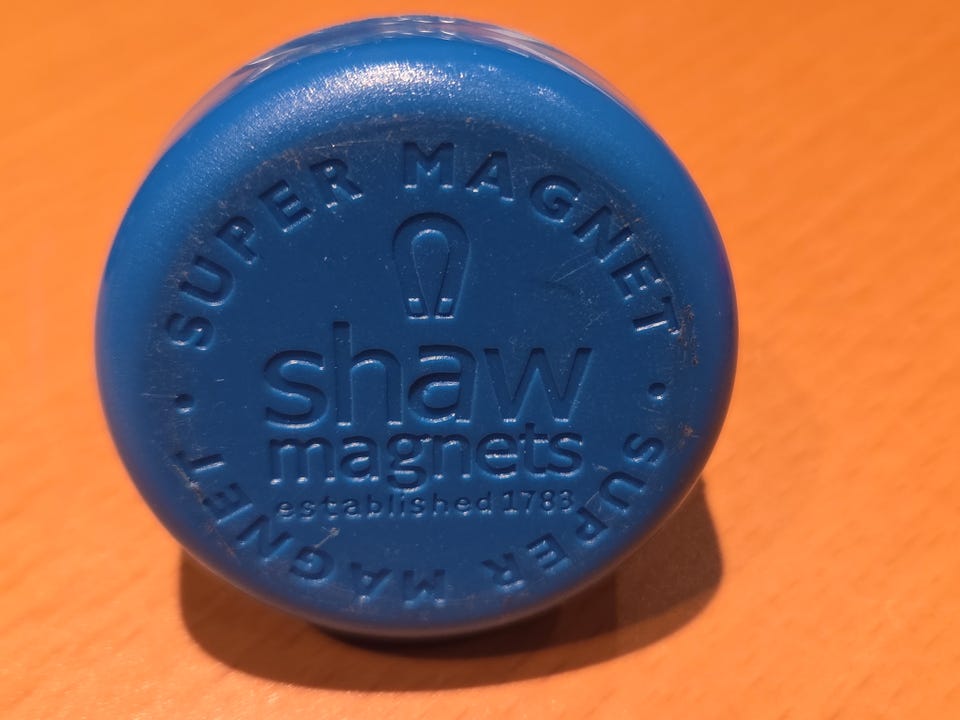 SUPER MAGNET
shaw
magnets
established 1783
SUPER MAGNET